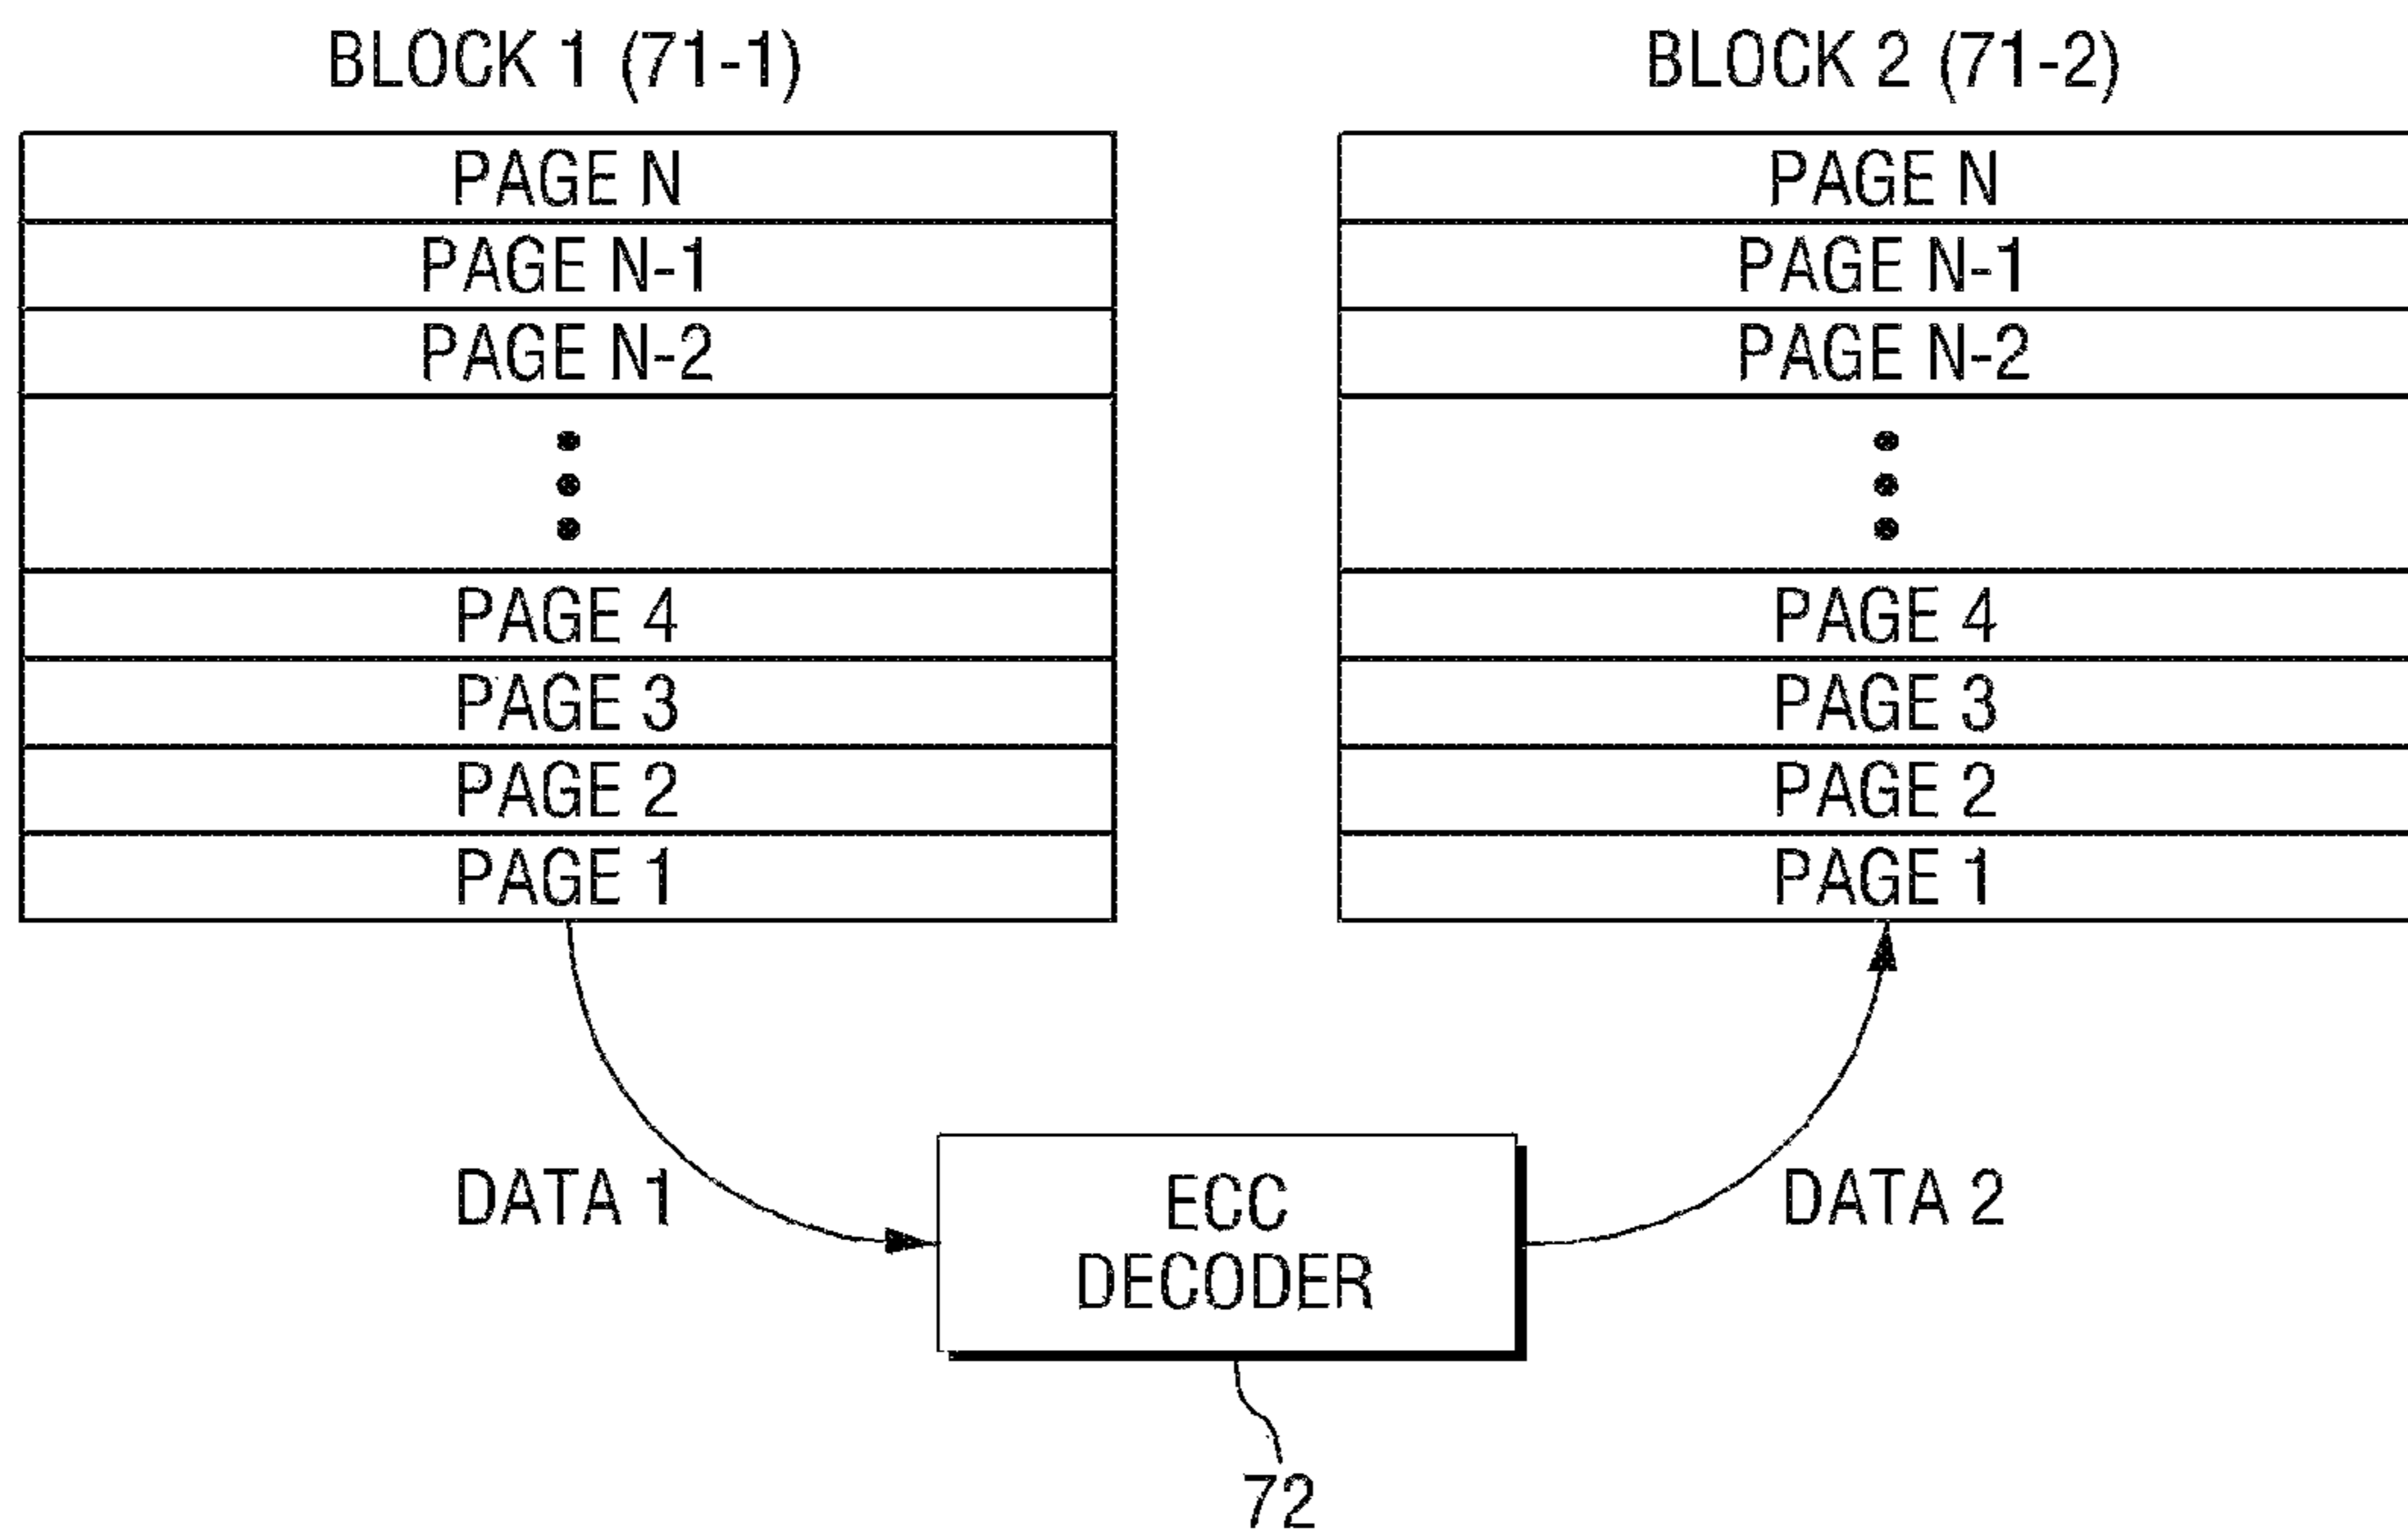 BLOCK 1 (71-1)
PAGE N
PAGE N-1
PAGE N-2
PAGE 4
PAGE 3
PAGE 2
PAGE 1
BLOCK 2 (71-2)
PAGE N
PAGE N-1
PAGE N-2
PAGE 4
PAGE 3
PAGE 2
PAGE 1
DATA 1
ECC
DECODER
DATA 2
72